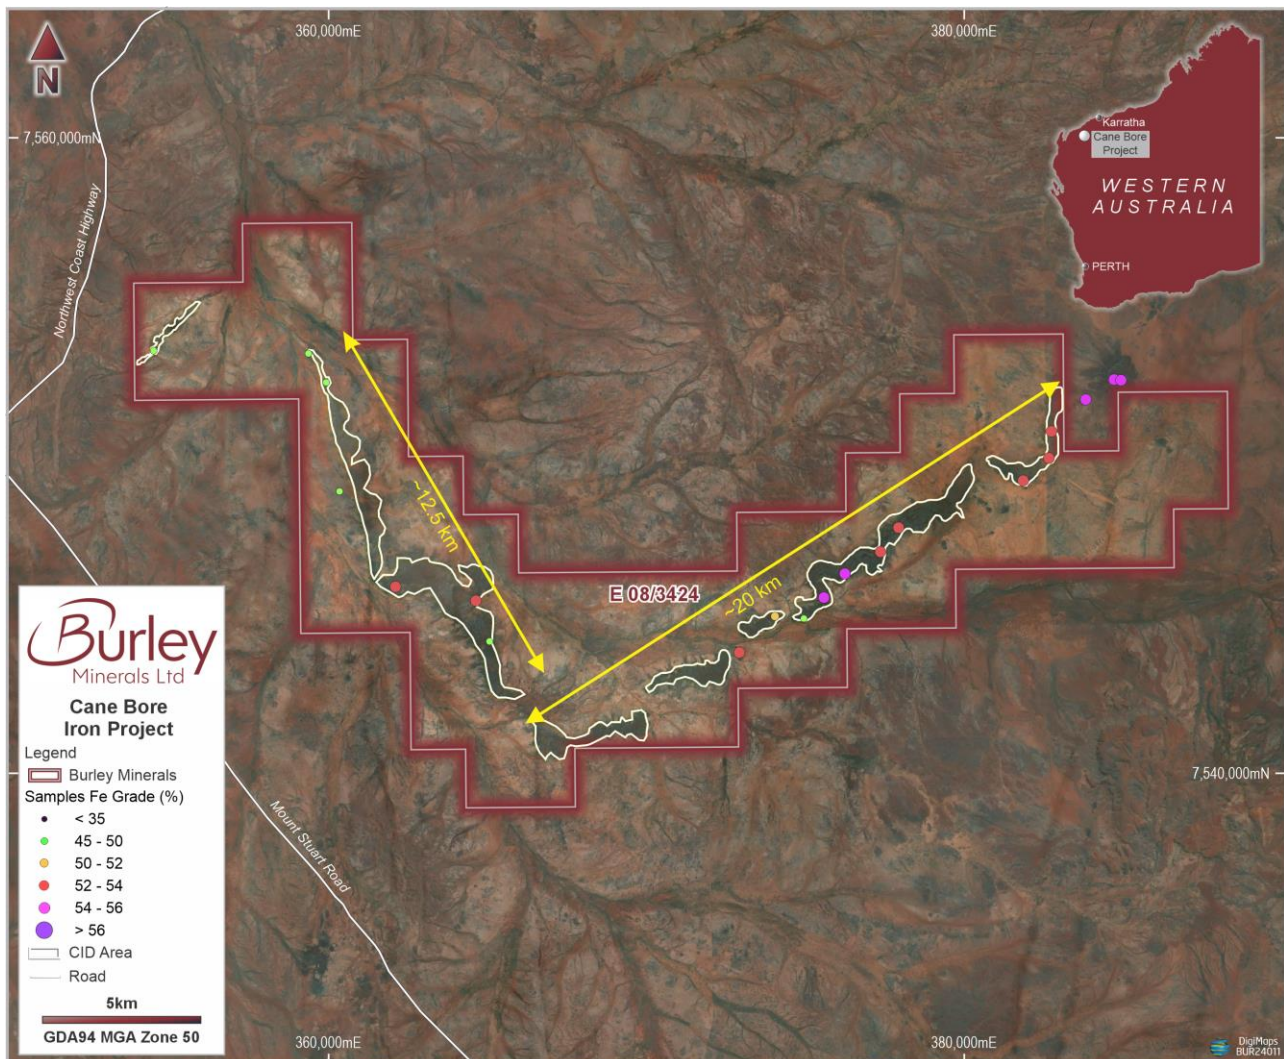 360,000mE
380,000mE
N
7,560,000mN
Northwest Coast Highway
Karratha
Cane Bore
Project
WESTERN
AUSTRALIA
PERTH
~12.5 km
~20 km
E 08/3424
Burley
Minerals Ltd
Cane Bore
Iron Project
Legend
Burley Minerals
Samples Fe Grade (%)
< 35
45 - 50
50 - 52
52 - 54
54 - 56
> 56
CID Area
Road
5km
GDA94 MGA Zone 50
Mount Stuart Road
7,540,000mN
360,000mE
380,000mE
DigiMaps
BUR24011